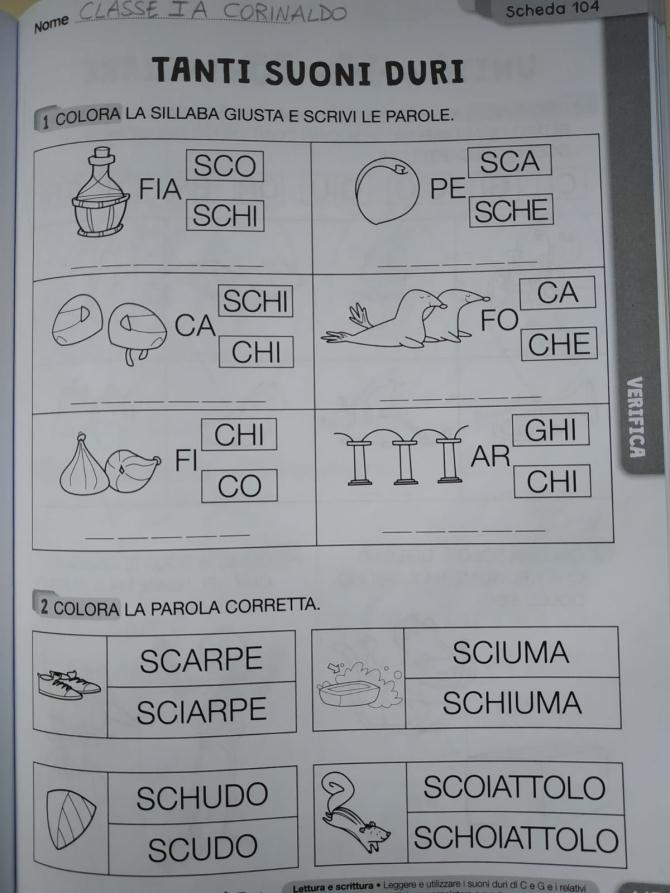 Nome CLASSE IA CORINALDO
Scheda 104
TANTI SUONI DURI
1 COLORA LA SILLABA GIUSTA E SCRIVI LE PAROLE.
FIA SCO SCHI
PE SCA SCHE
CA SCHI CHI
FO CA CHE
FI CHI CO
AR GHI CHI
VERIFICA
2 COLORA LA PAROLA CORRETTA.
SCARPE
SCIARPE
SCIUMA
SCHIUMA
SCHUDO
SCUDO
SCOIATTOLO
SCHOIATTOLO
Lettura e scrittura • Leggere e utilizzare i suoni duri di C e G e i relativi